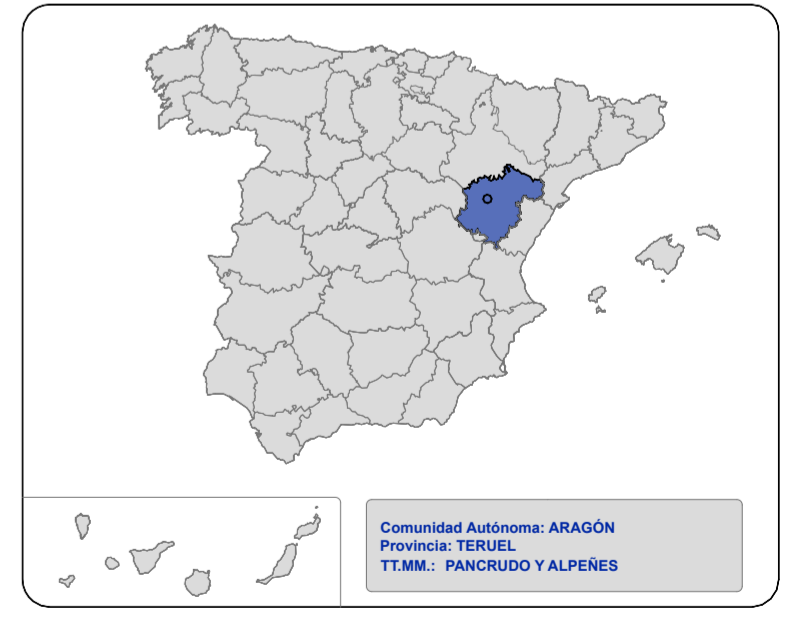 Comunidad Autónoma: ARAGÓN
Provincia: TERUEL
TT.MM.: PANCRUDO Y ALPEÑES